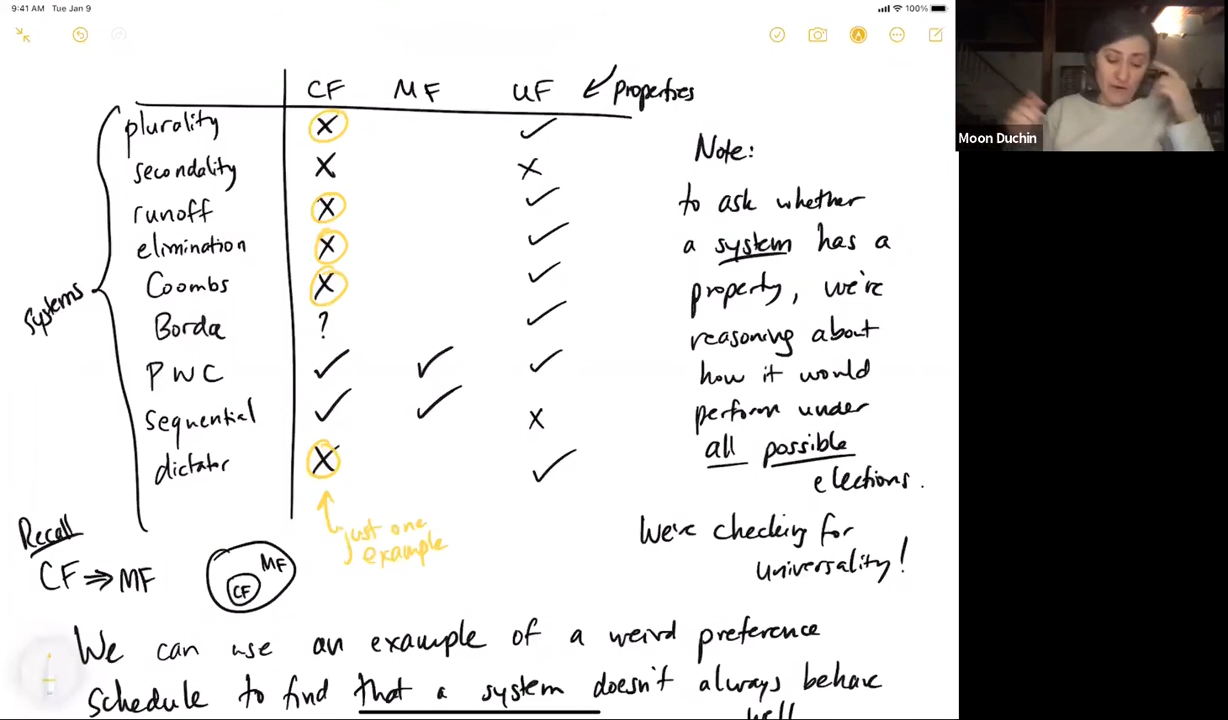 9:41 AM Tue Jan 9
100%
Moon Duchin
CF MF UF Properties
plurality X ✓
secondality X X
runoff X ✓
elimination X ✓
Coombs X ✓
Borda ? ✓
PWC ✓ ✓ ✓
sequential ✓ ✓ X
dictator X ✓
systems
just one
example
Note:
to ask whether
a system has a
property, we're
reasoning about
how it would
perform under
all possible
elections.
We're checking for
universality!
Recall
CF ⇒ MF
MF
CF
We can use an example of a weird preference
schedule to find that a system doesn't always behave
well